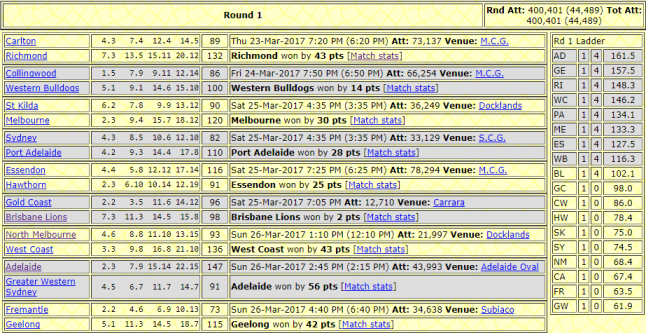 Round 1
Rnd Att: 400,401 (44,489) Tot Att:
400,401 (44,489)
Carlton 4.3 7.4 12.4 14.5 89 Thu 23-Mar-2017 7:20 PM (6:20 PM) Att: 73,137 Venue: M.C.G.
Richmond 7.3 13.5 15.11 20.12 132 Richmond won by 43 pts [Match stats]
Collingwood 1.5 7.9 9.11 12.14 86 Fri 24-Mar-2017 7:50 PM (6:50 PM) Att: 66,254 Venue: M.C.G.
Western Bulldogs 5.1 9.1 14.6 15.10 100 Western Bulldogs won by 14 pts [Match stats]
St Kilda 6.2 7.8 9.9 13.12 90 Sat 25-Mar-2017 4:35 PM (3:35 PM) Att: 36,249 Venue: Docklands
Melbourne 2.3 9.4 15.7 18.12 120 Melbourne won by 30 pts [Match stats]
Sydney 4.3 8.5 10.6 12.10 82 Sat 25-Mar-2017 4:35 PM (3:35 PM) Att: 33,129 Venue: S.C.G.
Port Adelaide 4.2 9.3 14.4 17.8 110 Port Adelaide won by 28 pts [Match stats]
Essendon 4.4 5.8 12.12 17.14 116 Sat 25-Mar-2017 7:25 PM (6:25 PM) Att: 78,294 Venue: M.C.G.
Hawthorn 2.3 6.10 10.14 12.19 91 Essendon won by 25 pts [Match stats]
Gold Coast 2.2 3.5 11.6 14.12 96 Sat 25-Mar-2017 7:05 PM Att: 12,710 Venue: Carrara
Brisbane Lions 7.3 11.3 14.5 15.8 98 Brisbane Lions won by 2 pts [Match stats]
North Melbourne 4.6 8.8 11.10 13.15 93 Sun 26-Mar-2017 1:10 PM (12:10 PM) Att: 21,997 Venue: Docklands
West Coast 3.3 9.8 16.8 21.10 136 West Coast won by 43 pts [Match stats]
Adelaide 2.3 7.9 15.14 22.15 147 Sun 26-Mar-2017 2:45 PM (2:15 PM) Att: 43,993 Venue: Adelaide Oval
Greater Western
Sydney 4.5 6.7 11.7 14.7 91 Adelaide won by 56 pts [Match stats]
Fremantle 2.2 4.6 6.9 10.13 73 Sun 26-Mar-2017 4:40 PM (6:40 PM) Att: 34,638 Venue: Subiaco
Geelong 5.1 11.3 14.5 18.7 115 Geelong won by 42 pts [Match stats]
Rd 1 Ladder
AD 1 4 161.5
GE 1 4 157.5
RI 1 4 148.3
WC 1 4 146.2
PA 1 4 134.1
ME 1 4 133.3
ES 1 4 127.5
WB 1 4 116.3
BL 1 4 102.1
GC 1 0 98.0
CW 1 0 86.0
HW 1 0 78.4
SK 1 0 75.0
SY 1 0 74.5
NM 1 0 68.4
CA 1 0 67.4
FR 1 0 63.5
GW 1 0 61.9